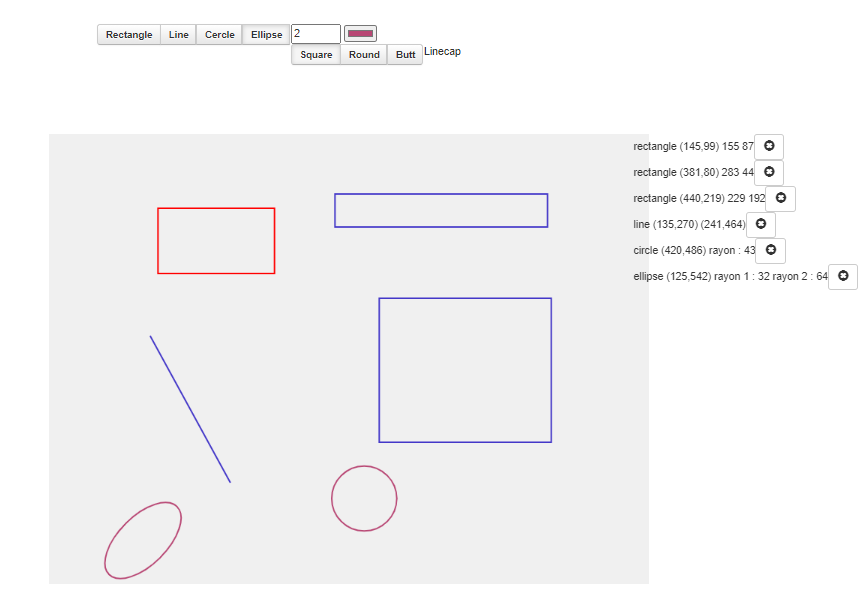 Rectangle Line Cercle Ellipse 2
Square Round Butt Linecap
rectangle (145,99) 155 87
rectangle (381,80) 283 44
rectangle (440,219) 229 192
line (135,270) (241,464)
circle (420,486) rayon : 43
ellipse (125,542) rayon 1 : 32 rayon 2 : 64